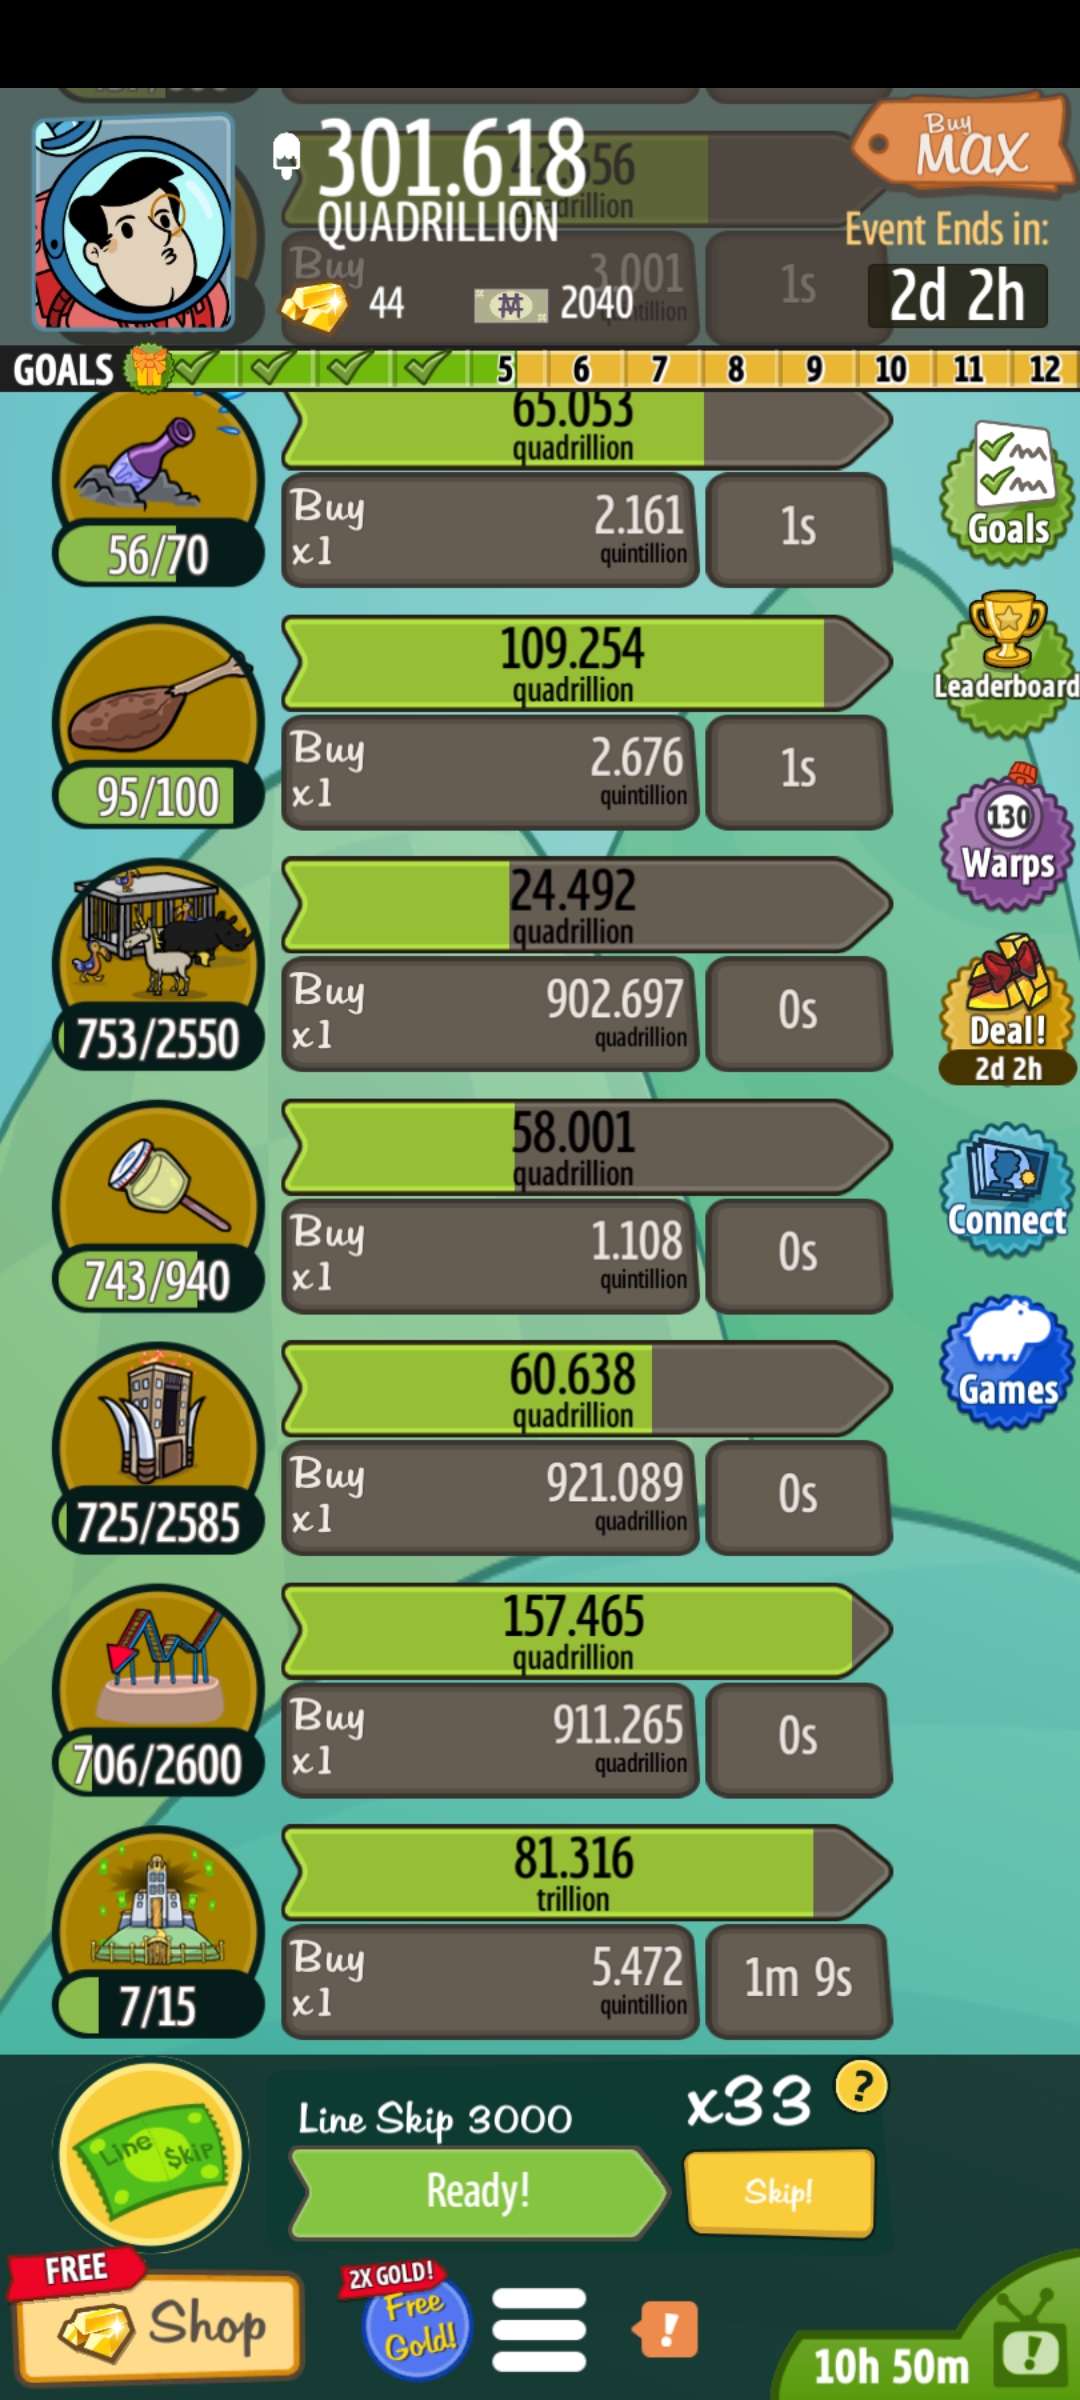 301.618
QUADRILLION
44
2040
Buy
MAX
Event Ends in:
2d 2h
Buy
3.001
1s
GOALS
5
6
7
8
9
10
11
12
65.053
quadrillion
56/70
Buy
x1
2.161
quintillion
1s
Goals
109.254
quadrillion
95/100
Buy
x1
2.676
quintillion
1s
Leaderboard
130
Warps
24.492
quadrillion
753/2550
Buy
x1
902.697
quadrillion
0s
Deal!
2d 2h
58.001
quadrillion
743/940
Buy
x1
1.108
quintillion
0s
Connect
60.638
quadrillion
725/2585
Buy
x1
921.089
quadrillion
0s
Games
157.465
quadrillion
706/2600
Buy
x1
911.265
quadrillion
0s
81.316
trillion
7/15
Buy
x1
5.472
quintillion
1m 9s
Line $kip
Line Skip 3000
x33
?
Ready!
Skip!
FREE
Shop
2X GOLD!
Free
Gold!
!
10h 50m
!